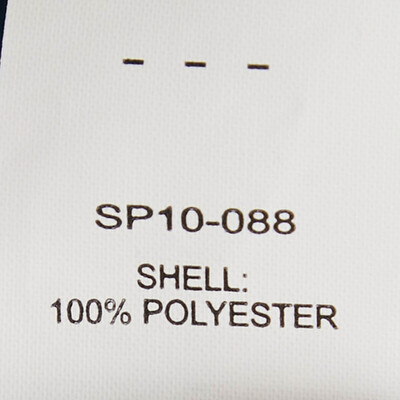 - - -
SP10-088
SHELL:
100% POLYESTER